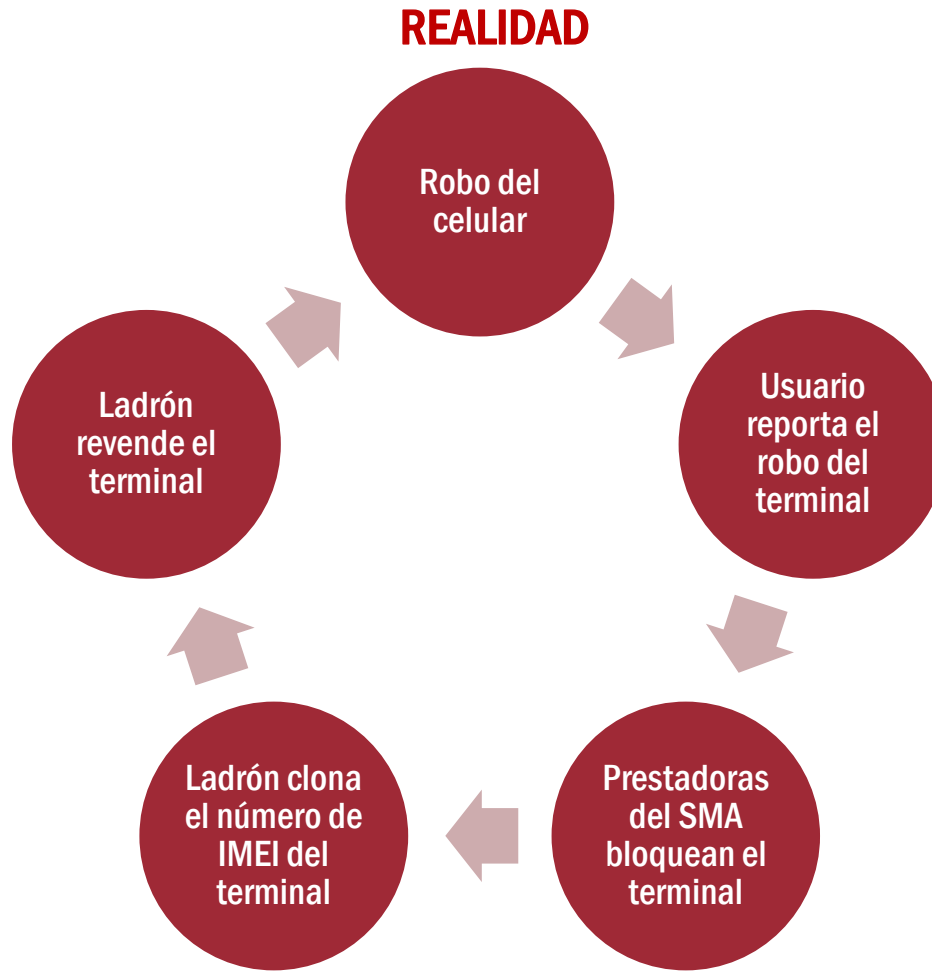 REALIDAD
Robo del
celular
Usuario
reporta el
robo del
terminal
Prestadoras
del SMA
bloquean el
terminal
Ladrón clona
el número de
IMEI del
terminal
Ladrón
revende el
terminal